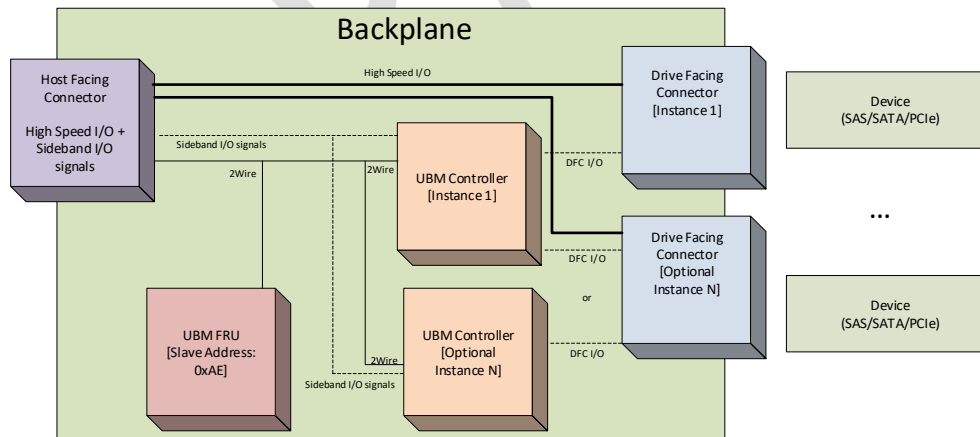 Backplane
Host Facing
Connector
High Speed I/O +
Sideband I/O
signals
High Speed I/O
Drive Facing
Connector
[Instance 1]
Device
(SAS/SATA/PCIe)
Sideband I/O signals
2Wire
2Wire
UBM Controller
[Instance 1]
DFC I/O
...
Drive Facing
Connector
[Optional
Instance N]
DFC I/O
or
UBM FRU
[Slave Address:
0xAE]
2Wire
Sideband I/O signals
UBM Controller
[Optional
Instance N]
DFC I/O
Device
(SAS/SATA/PCIe)